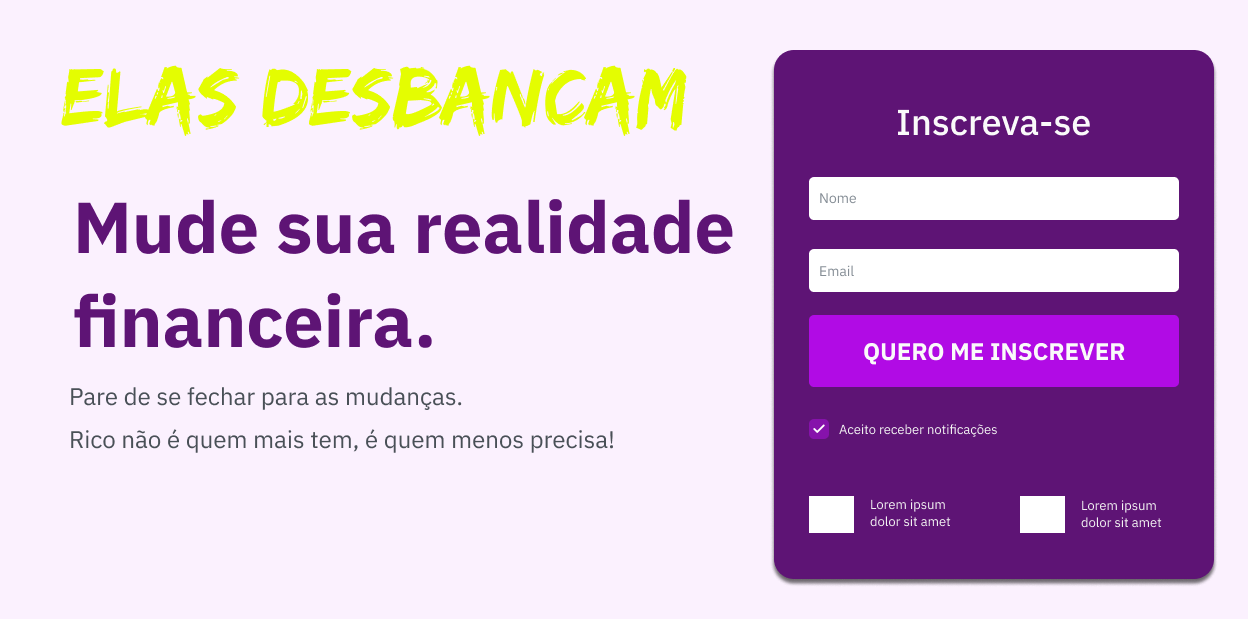 ELAS DESBANCAM
Mude sua realidade
financeira.
Pare de se fechar para as mudanças.
Rico não é quem mais tem, é quem menos precisa!
Inscreva-se
Nome
Email
QUERO ME INSCREVER
Aceito receber notificações
Lorem ipsum
dolor sit amet
Lorem ipsum
dolor sit amet